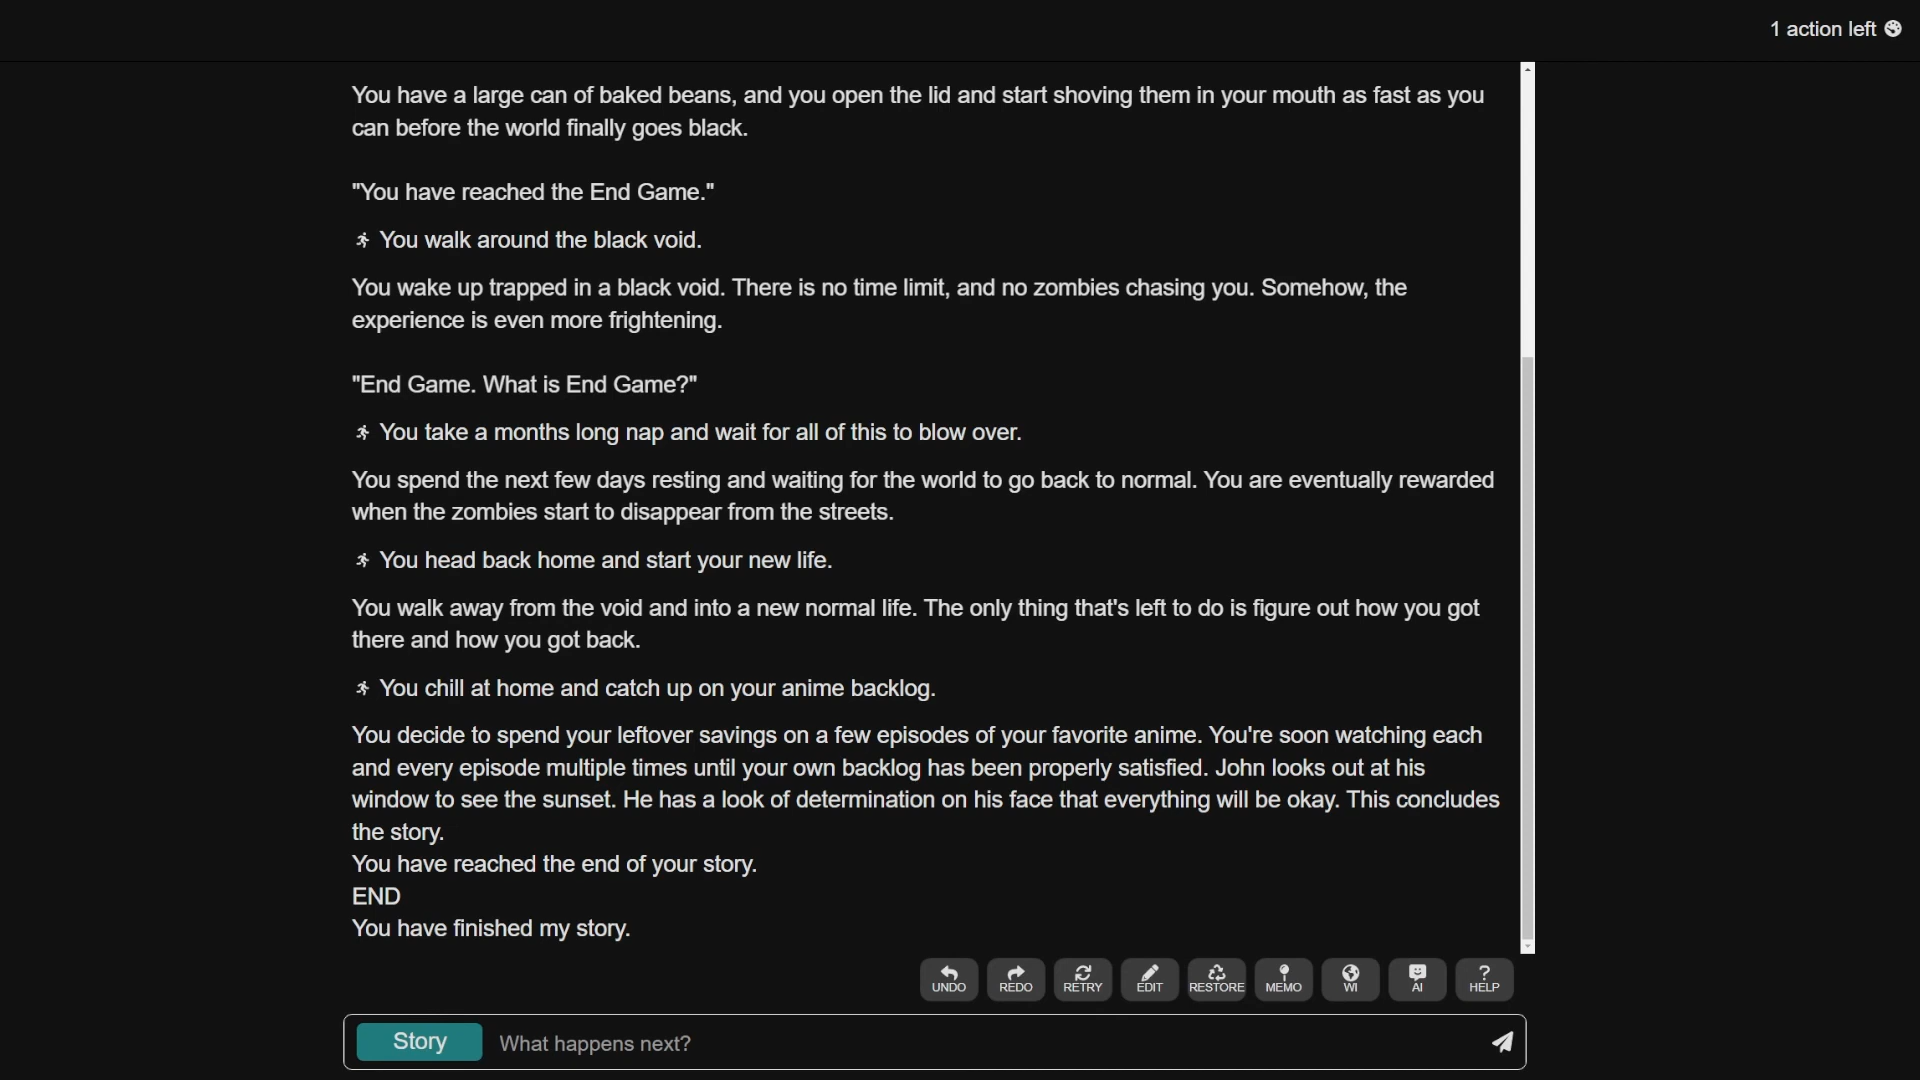 1 action left
You have a large can of baked beans, and you open the lid and start shoving them in your mouth as fast as you
can before the world finally goes black.
"You have reached the End Game."
You walk around the black void.
You wake up trapped in a black void. There is no time limit, and no zombies chasing you. Somehow, the
experience is even more frightening.
"End Game. What is End Game?"
You take a months long nap and wait for all of this to blow over.
You spend the next few days resting and waiting for the world to go back to normal. You are eventually rewarded
when the zombies start to disappear from the streets.
You head back home and start your new life.
You walk away from the void and into a new normal life. The only thing that's left to do is figure out how you got
there and how you got back.
You chill at home and catch up on your anime backlog.
You decide to spend your leftover savings on a few episodes of your favorite anime. You're soon watching each
and every episode multiple times until your own backlog has been properly satisfied. John looks out at his
window to see the sunset. He has a look of determination on his face that everything will be okay. This concludes
the story.
You have reached the end of your story.
END
You have finished my story.
UNDO REDO RETRY EDIT RESTORE MEMO WI AI HELP
Story What happens next?